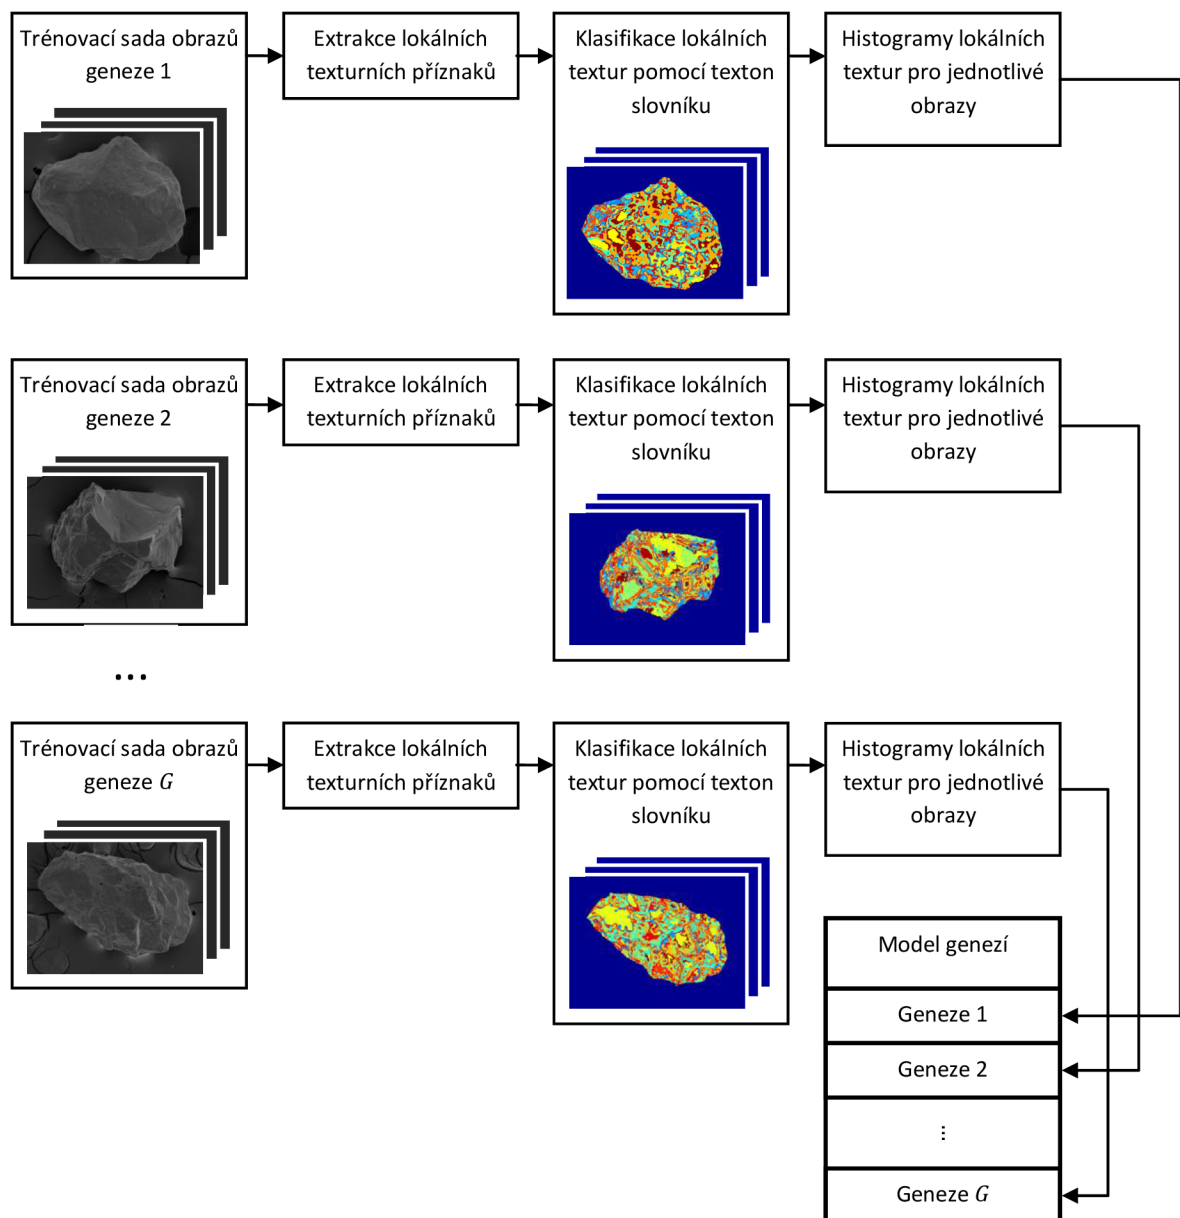 Trénovací sada obrazů
geneze 1
Extrakce lokálních
texturních příznaků
Klasifikace lokálních
textur pomocí texton
slovníku
Histogramy lokálních
textur pro jednotlivé
obrazy
Trénovací sada obrazů
geneze 2
Extrakce lokálních
texturních příznaků
Klasifikace lokálních
textur pomocí texton
slovníku
Histogramy lokálních
textur pro jednotlivé
obrazy
...
Trénovací sada obrazů
geneze G
Extrakce lokálních
texturních příznaků
Klasifikace lokálních
textur pomocí texton
slovníku
Histogramy lokálních
textur pro jednotlivé
obrazy
Model genezí
Geneze 1
Geneze 2
⋮
Geneze G